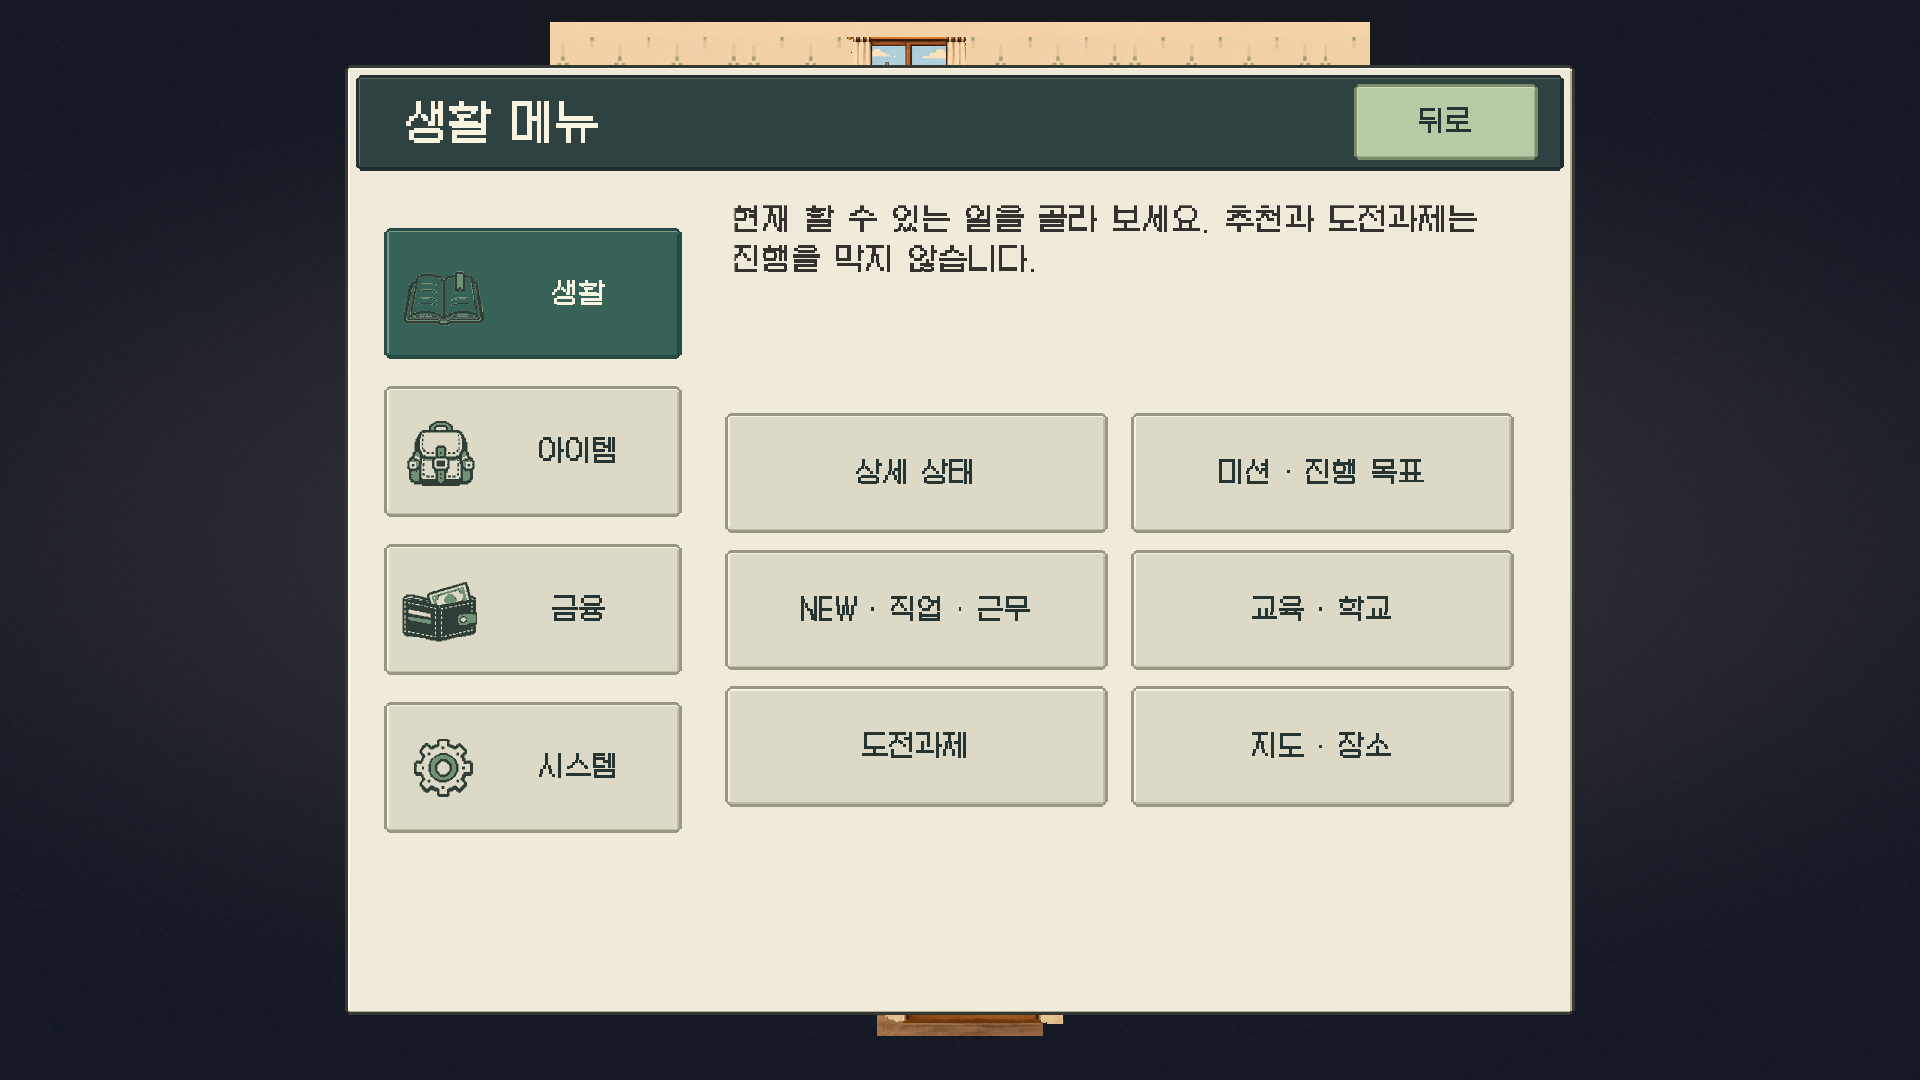 생활 메뉴
뒤로
현재 할 수 있는 일을 골라 보세요. 추천과 도전과제는
진행을 막지 않습니다.
생활
아이템
금융
시스템
상세 상태
미션 · 진행 목표
NEW · 직업 · 근무
교육 · 학교
도전과제
지도 · 장소